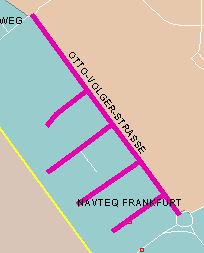 WEG
OTTO-VOLGER-STRASSE
NAVTEQ FRANKFURT